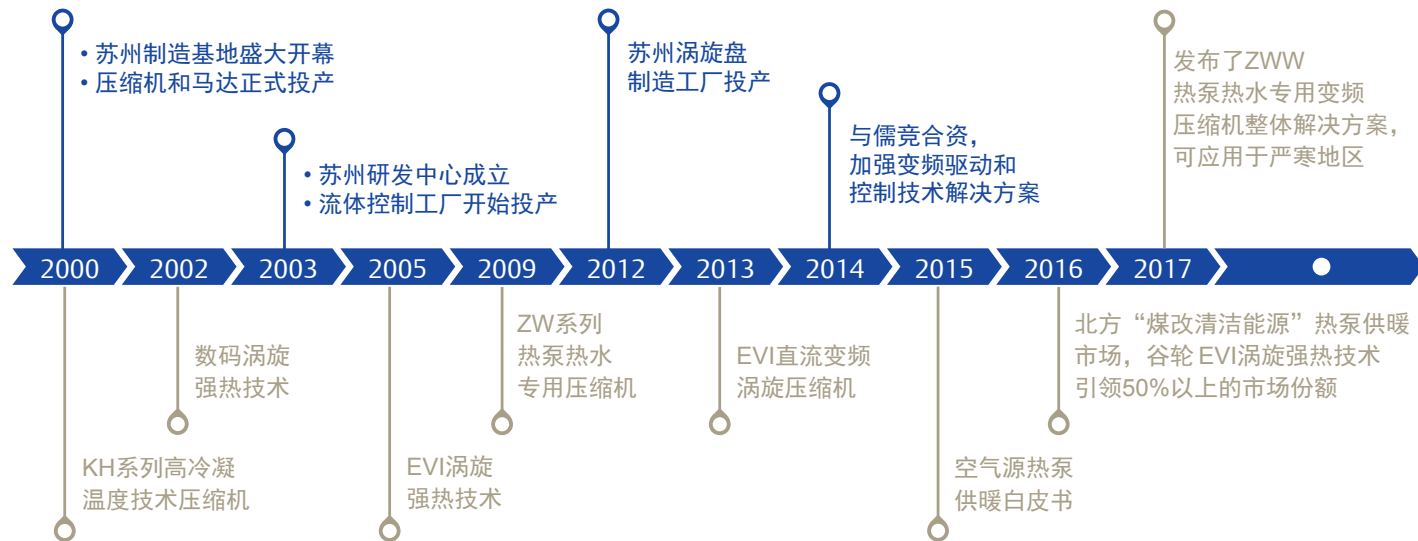 • 苏州制造基地盛大开幕
• 压缩机和马达正式投产
• 苏州研发中心成立
• 流体控制工厂开始投产
苏州涡旋盘
制造工厂投产
与儒竞合资，
加强变频驱动和
控制技术解决方案
发布了ZWW
热泵热水专用变频
压缩机整体解决方案，
可应用于严寒地区
2000 2002 2003 2005 2009 2012 2013 2014 2015 2016 2017
KH系列高冷凝
温度技术压缩机
数码涡旋
强热技术
EVI涡旋
强热技术
ZW系列
热泵热水
专用压缩机
EVI直流变频
涡旋压缩机
空气源热泵
供暖白皮书
北方“煤改清洁能源”热泵供暖
市场，谷轮 EVI涡旋强热技术
引领50%以上的市场份额